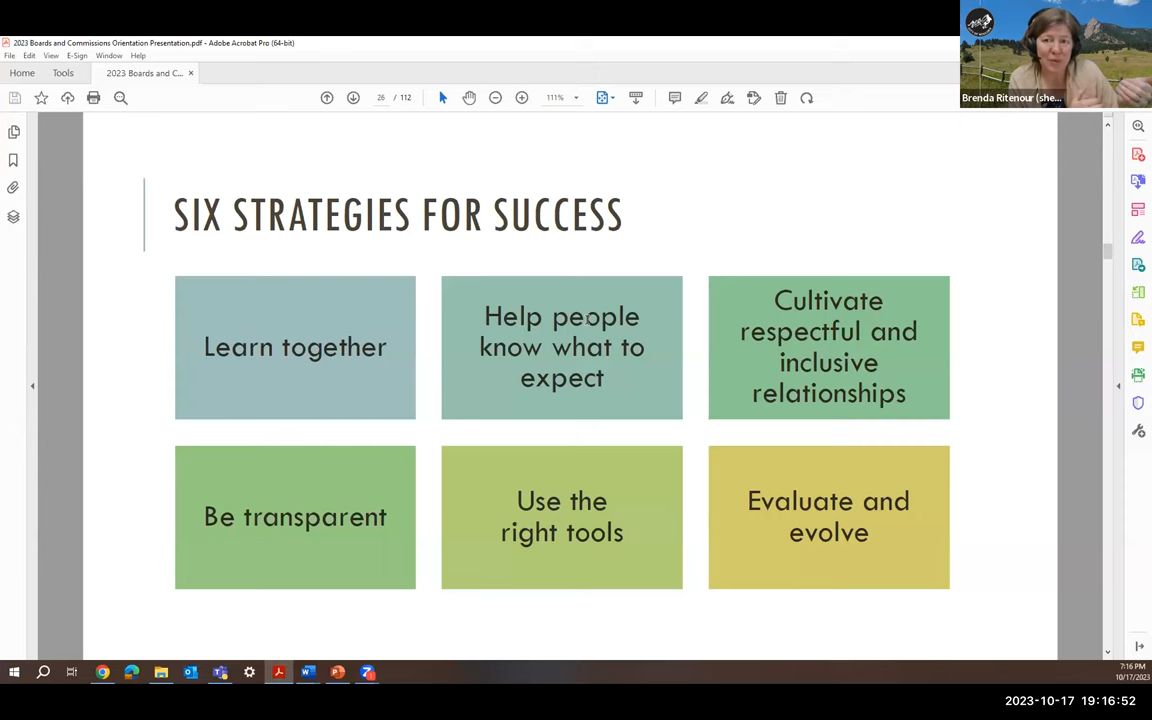 2023 Boards and Commissions Orientation Presentation.pdf - Adobe Acrobat Pro (64-bit)
File Edit View E-Sign Window Help
Home Tools 2023 Boards and C... ×
26 / 112 111%
Brenda Ritenour (she...
SIX STRATEGIES FOR SUCCESS
Learn together
Help people
know what to
expect
Cultivate
respectful and
inclusive
relationships
Be transparent
Use the
right tools
Evaluate and
evolve
7:16 PM
10/17/2023
2023-10-17 19:16:52